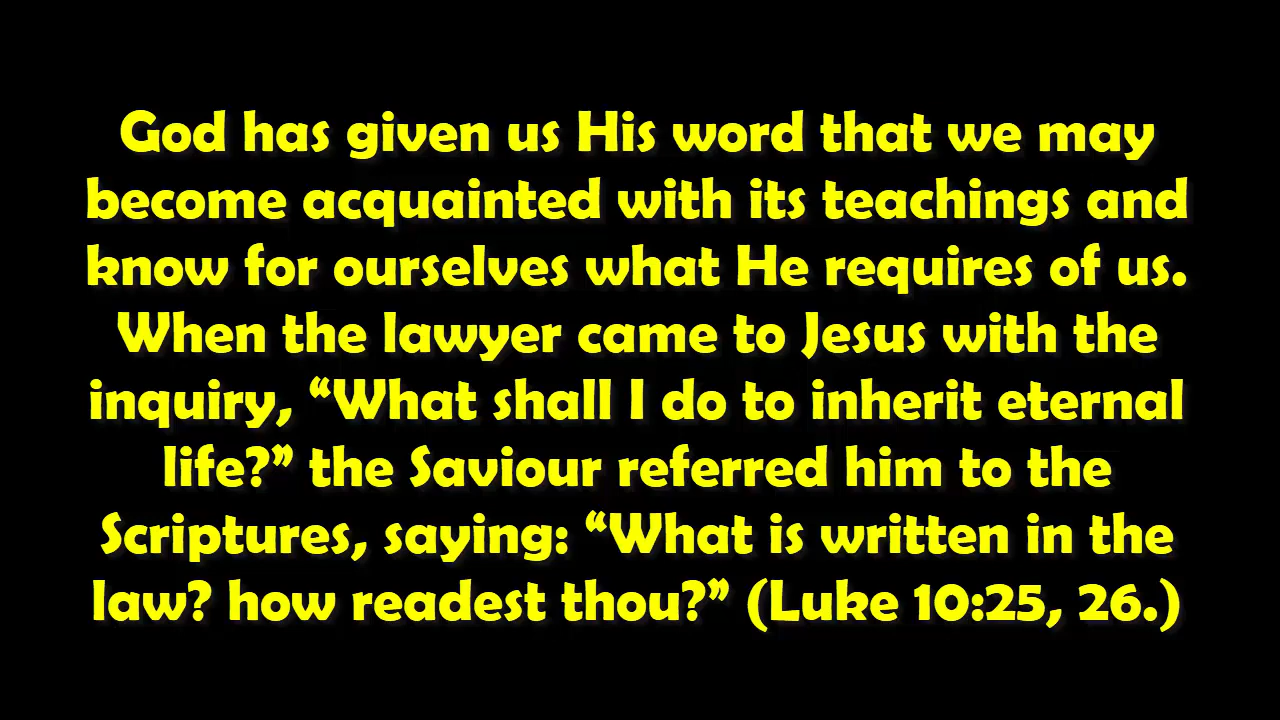 God has given us His word that we may
become acquainted with its teachings and
know for ourselves what He requires of us.
When the lawyer came to Jesus with the
inquiry, “What shall I do to inherit eternal
life?” the Saviour referred him to the
Scriptures, saying: “What is written in the
law? how readest thou?” (Luke 10:25, 26.)